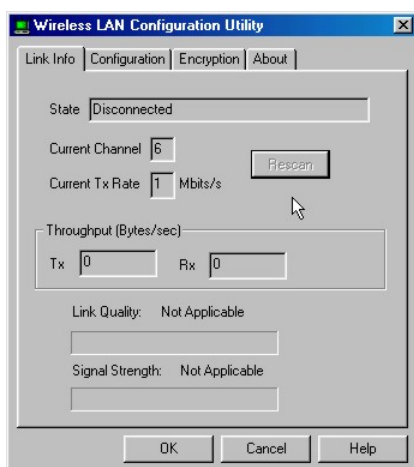 Wireless LAN Configuration Utility
Link Info Configuration Encryption About
State Disconnected
Current Channel 6
Rescan
Current Tx Rate 1 Mbits/s
Throughput (Bytes/sec)
Tx 0 Rx 0
Link Quality: Not Applicable
Signal Strength: Not Applicable
OK Cancel Help